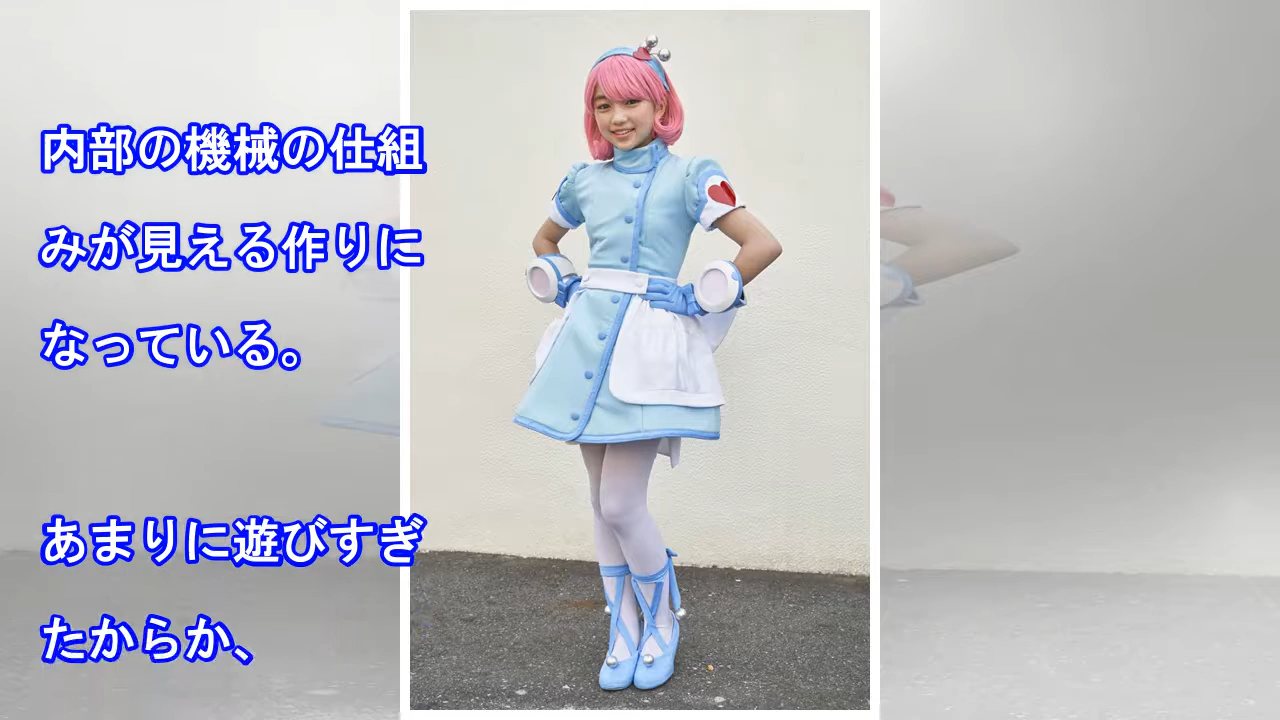 内部の機械の仕組
みが見える作りに
なっている。
あまりに遊びすぎ
たからか、